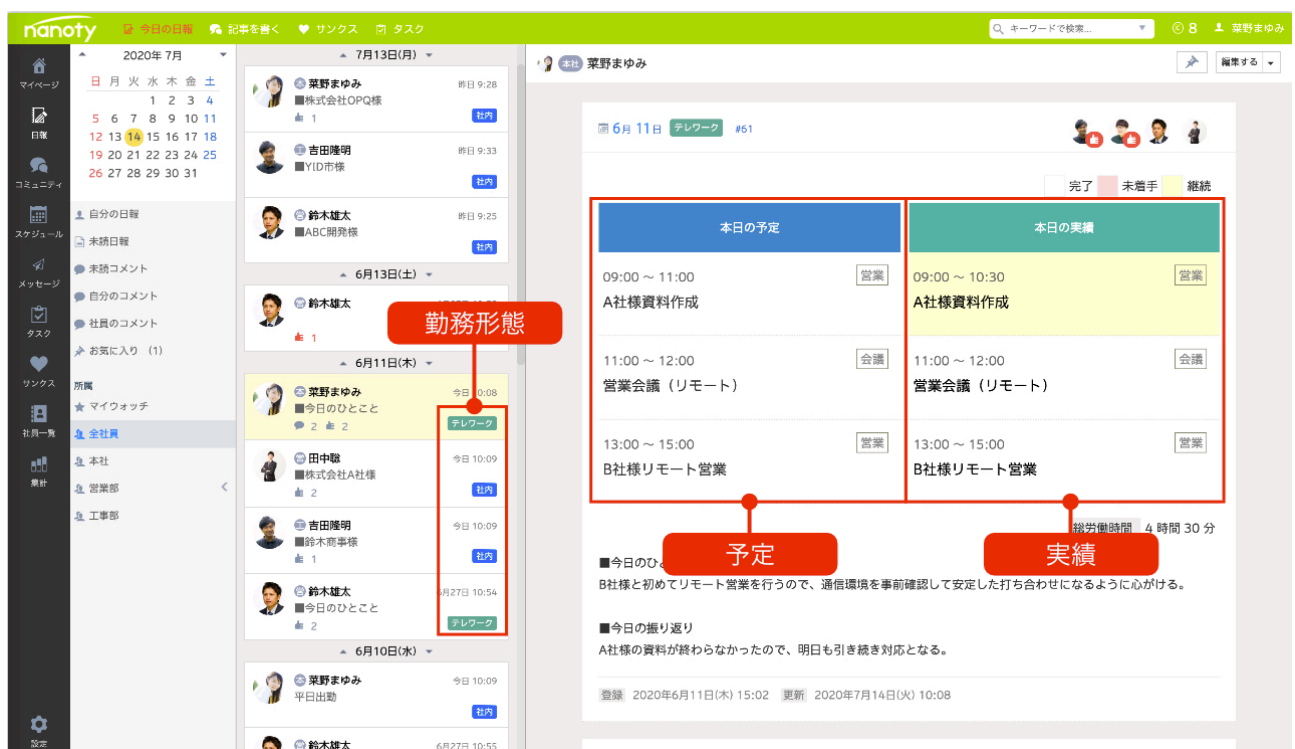 nanoty
今日の日報
記事を書く
サンクス
タスク
キーワードで検索...
8
菜野まゆみ
マイページ
日報
コミュニティ
スケジュール
メッセージ
タスク
サンクス
社員一覧
集計
設定
2020年 7月
日 月 火 水 木 金 土
1 2 3 4
5 6 7 8 9 10 11
12 13 14 15 16 17 18
19 20 21 22 23 24 25
26 27 28 29 30 31
自分の日報
未読日報
未読コメント
自分のコメント
社員のコメント
お気に入り (1)
所属
マイウォッチ
全社員
本社
営業部
工事部
7月13日(月)
菜野まゆみ 昨日 9:28
■株式会社OPQ様
1 社内
吉田隆明 昨日 9:33
■YID市様
社内
鈴木雄太 昨日 9:25
■ABC開発様
社内
6月13日(土)
鈴木雄太
1
勤務形態
6月11日(木)
菜野まゆみ 今日 10:08
■今日のひとこと
2 2 テレワーク
田中聡 今日 10:09
■株式会社A社様
2 社内
吉田隆明 今日 10:09
■鈴木商事様
1 社内
鈴木雄太 6月27日 10:54
■今日のひとこと
2 テレワーク
6月10日(水)
菜野まゆみ 今日 10:09
平日出勤
社内
鈴木雄太 6月27日 10:55
本社 菜野まゆみ
編集する
6月 11日 テレワーク #61
完了 未着手 継続
本日の予定 本日の実績
09:00 ~ 11:00 営業
A社様資料作成
11:00 ~ 12:00 会議
営業会議（リモート）
13:00 ~ 15:00 営業
B社様リモート営業
09:00 ~ 10:30 営業
A社様資料作成
11:00 ~ 12:00 会議
営業会議（リモート）
13:00 ~ 15:00 営業
B社様リモート営業
予定
実績
総労働時間 4 時間 30 分
■今日のひ
B社様と初めてリモート営業を行うので、通信環境を事前確認して安定した打ち合わせになるように心がける。
■今日の振り返り
A社様の資料が終わらなかったので、明日も引き続き対応となる。
登録 2020年6月11日(木) 15:02 更新 2020年7月14日(火) 10:08